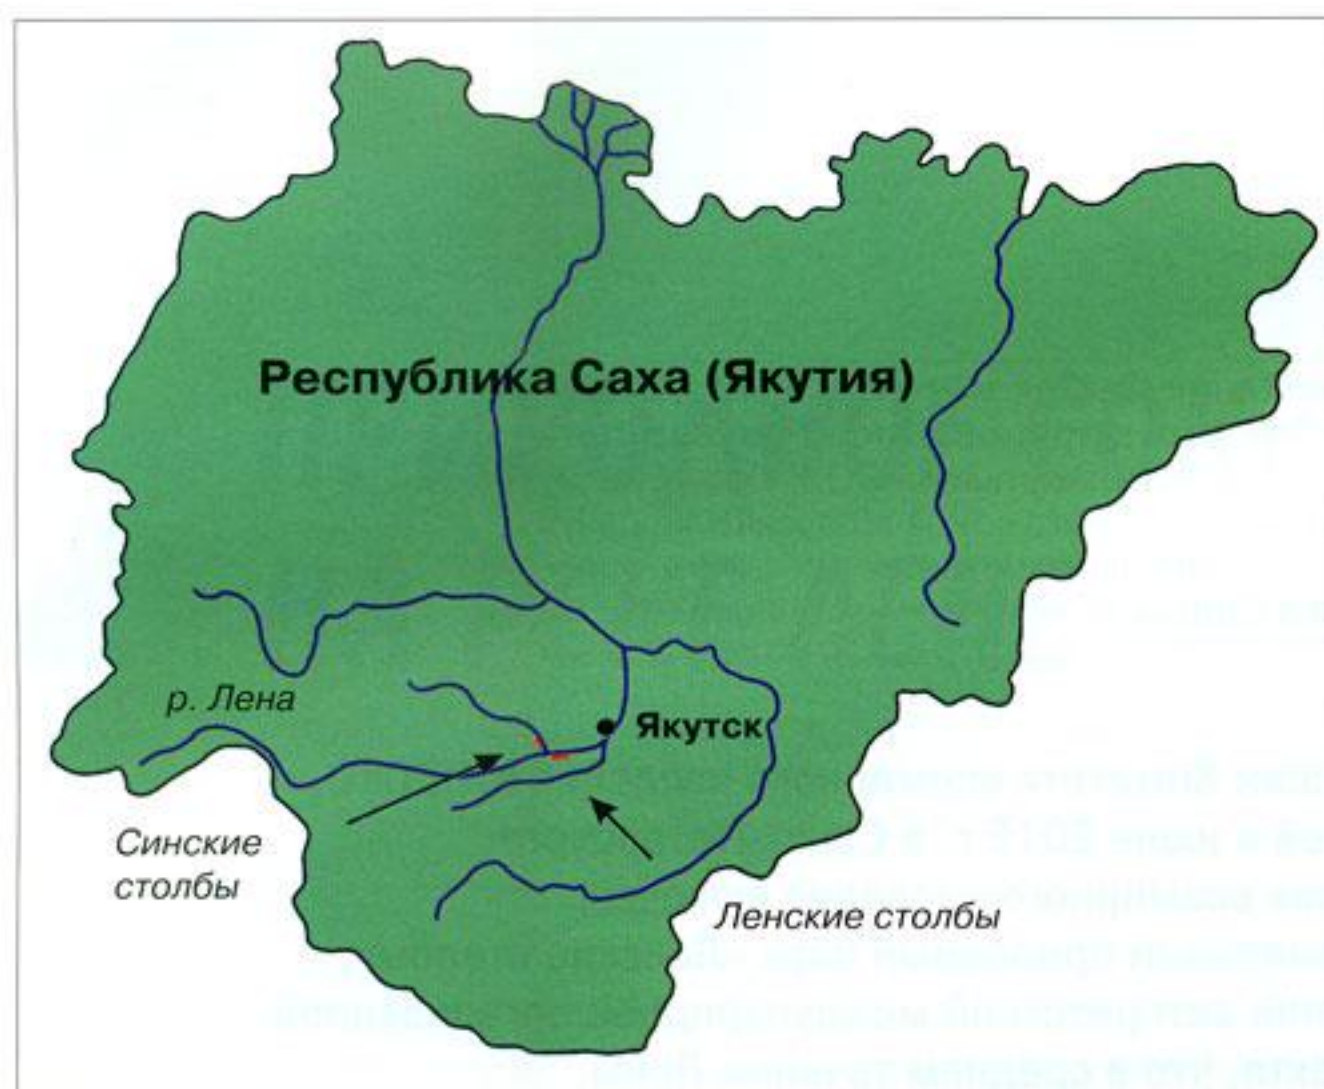 Республика Саха (Якутия)
р. Лена
Якутск
Синские
столбы
Ленские столбы